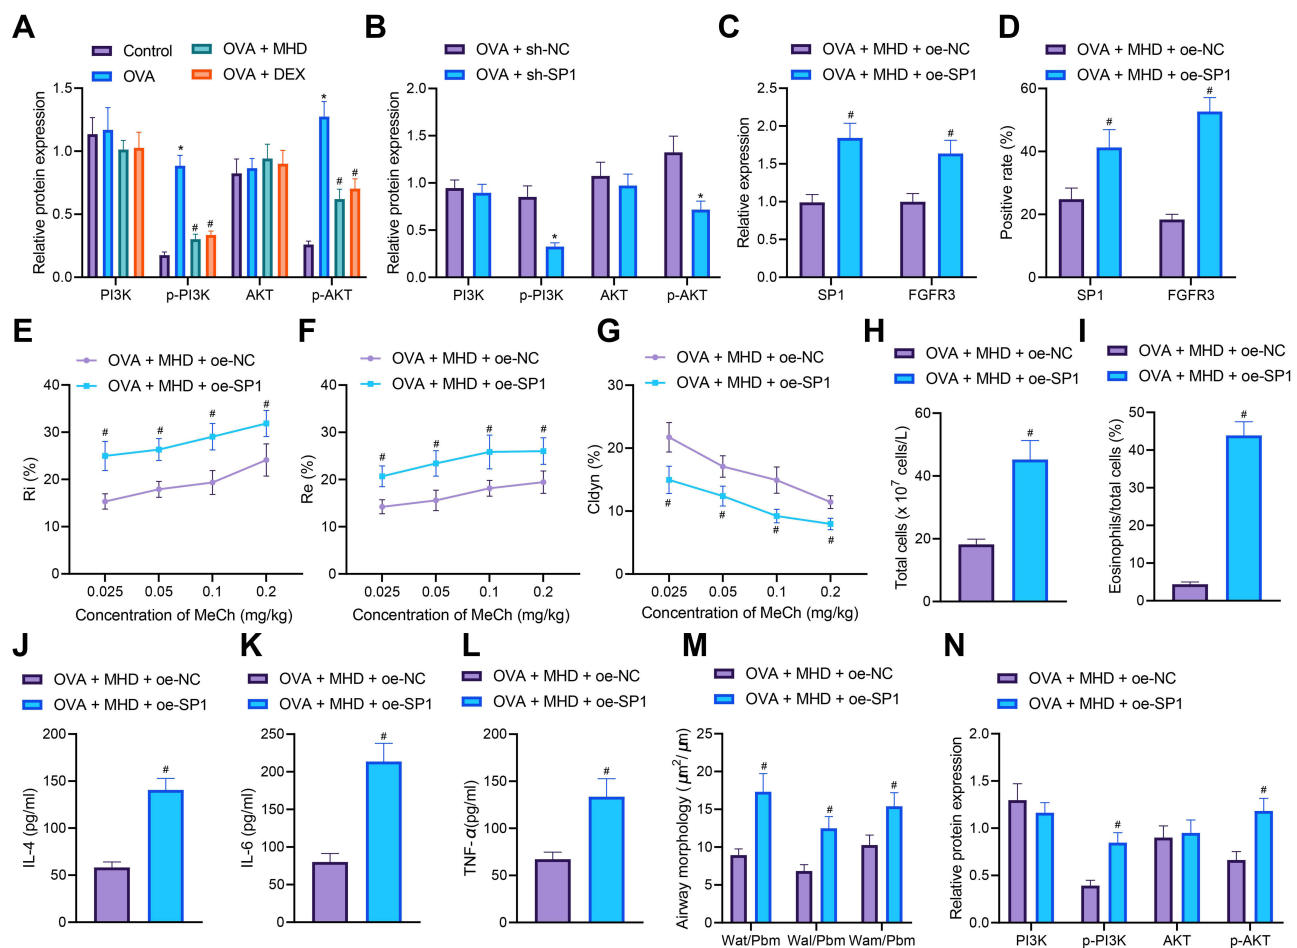 A
Control
OVA + MHD
OVA
OVA + DEX
Relative protein expression
1.5
1.0
0.5
0.0
*
# #
*
# #
PI3K p-PI3K AKT p-AKT
B
OVA + sh-NC
OVA + sh-SP1
Relative protein expression
2.0
1.5
1.0
0.5
0.0
*
*
PI3K p-PI3K AKT p-AKT
C
OVA + MHD + oe-NC
OVA + MHD + oe-SP1
Relative expression
2.5
2.0
1.5
1.0
0.5
0.0
#
#
SP1 FGFR3
D
OVA + MHD + oe-NC
OVA + MHD + oe-SP1
Positive rate (%)
60
40
20
0
#
#
SP1 FGFR3
E
OVA + MHD + oe-NC
OVA + MHD + oe-SP1
Ri (%)
40
30
20
10
0
# # # #
0.025 0.05 0.1 0.2
Concentration of MeCh (mg/kg)
F
OVA + MHD + oe-NC
OVA + MHD + oe-SP1
Re (%)
40
30
20
10
0
# # # #
0.025 0.05 0.1 0.2
Concentration of MeCh (mg/kg)
G
OVA + MHD + oe-NC
OVA + MHD + oe-SP1
Cldyn (%)
30
20
10
0
# # # #
0.025 0.05 0.1 0.2
Concentration of MeCh (mg/kg)
H
OVA + MHD + oe-NC
OVA + MHD + oe-SP1
Total cells (x 10⁷ cells/L)
60
40
20
0
#
I
OVA + MHD + oe-NC
OVA + MHD + oe-SP1
Eosinophils/total cells (%)
50
40
30
20
10
0
#
J
OVA + MHD + oe-NC
OVA + MHD + oe-SP1
IL-4 (pg/ml)
200
150
100
50
0
#
K
OVA + MHD + oe-NC
OVA + MHD + oe-SP1
IL-6 (pg/ml)
250
200
150
100
50
0
#
L
OVA + MHD + oe-NC
OVA + MHD + oe-SP1
TNF-α(pg/ml)
200
150
100
50
0
#
M
OVA + MHD + oe-NC
OVA + MHD + oe-SP1
Airway morphology (μm²/μm)
25
20
15
10
5
0
# # #
Wat/Pbm Wal/Pbm Wam/Pbm
N
OVA + MHD + oe-NC
OVA + MHD + oe-SP1
Relative protein expression
2.0
1.5
1.0
0.5
0.0
#
#
PI3K p-PI3K AKT p-AKT